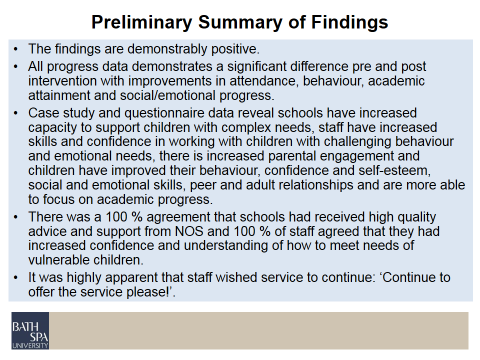 Preliminary Summary of Findings
• The findings are demonstrably positive.
• All progress data demonstrates a significant difference pre and post
intervention with improvements in attendance, behaviour, academic
attainment and social/emotional progress.
• Case study and questionnaire data reveal schools have increased
capacity to support children with complex needs, staff have increased
skills and confidence in working with children with challenging behaviour
and emotional needs, there is increased parental engagement and
children have improved their behaviour, confidence and self-esteem,
social and emotional skills, peer and adult relationships and are more able
to focus on academic progress.
• There was a 100 % agreement that schools had received high quality
advice and support from NOS and 100 % of staff agreed that they had
increased confidence and understanding of how to meet needs of
vulnerable children.
• It was highly apparent that staff wished service to continue: ‘Continue to
offer the service please!’.
BATH
SPA
UNIVERSITY